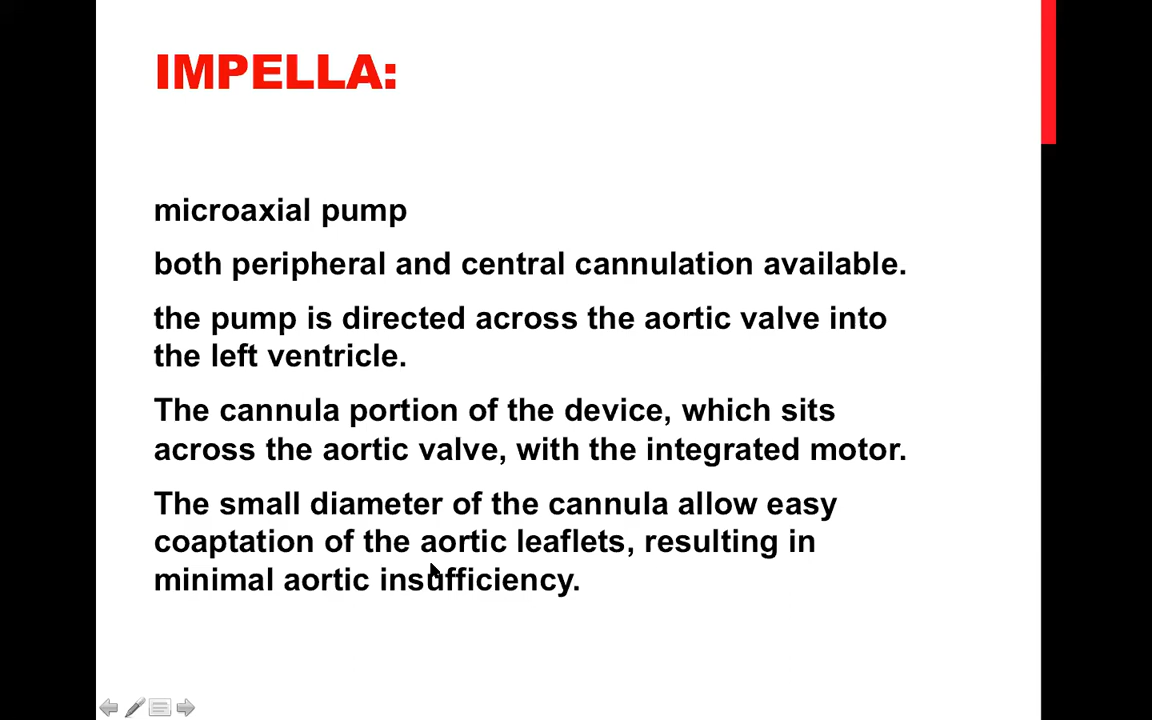 IMPELLA:
microaxial pump
both peripheral and central cannulation available.
the pump is directed across the aortic valve into
the left ventricle.
The cannula portion of the device, which sits
across the aortic valve, with the integrated motor.
The small diameter of the cannula allow easy
coaptation of the aortic leaflets, resulting in
minimal aortic insufficiency.